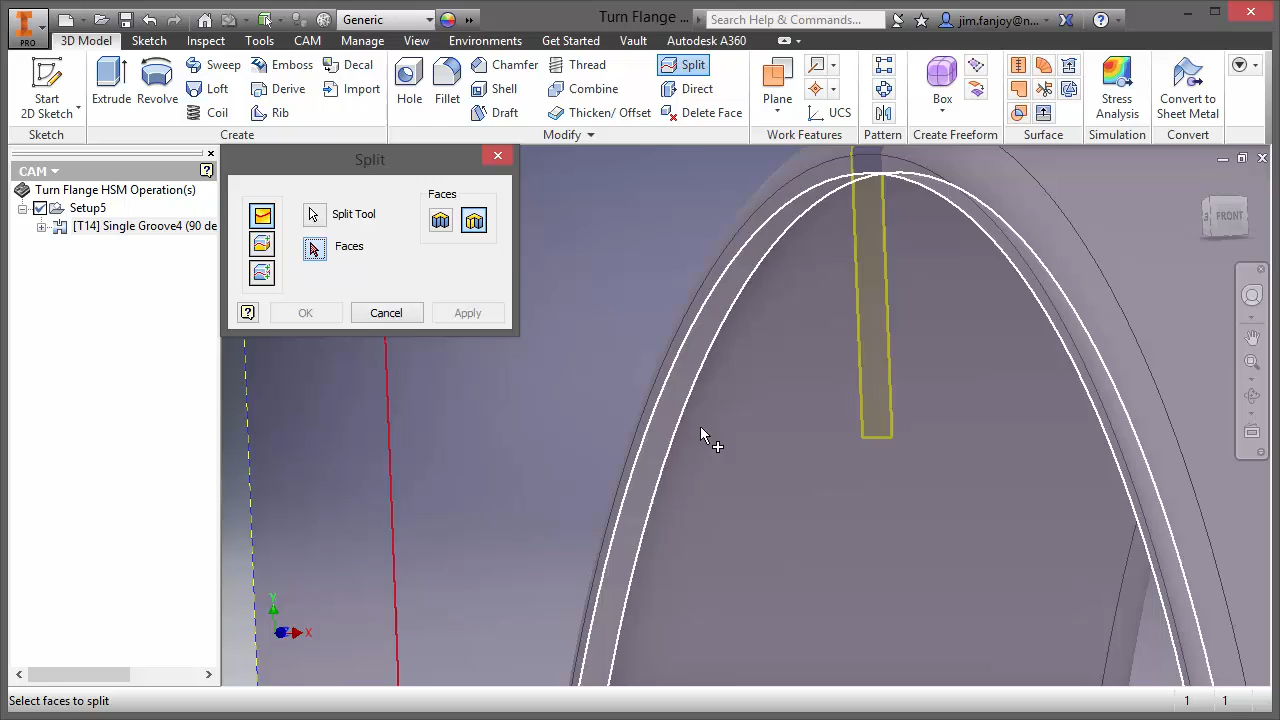 Generic
Turn Flange ...
Search Help & Commands...
jim.fanjoy@n...
PRO
3D Model
Sketch
Inspect
Tools
CAM
Manage
View
Environments
Get Started
Vault
Autodesk A360
Start
2D Sketch
Extrude
Revolve
Sweep
Loft
Coil
Emboss
Derive
Rib
Decal
Import
Hole
Fillet
Chamfer
Shell
Draft
Thread
Combine
Thicken/ Offset
Split
Direct
Delete Face
Plane
UCS
Box
Stress
Analysis
Convert to
Sheet Metal
Sketch
Create
Modify
Work Features
Pattern
Create Freeform
Surface
Simulation
Convert
CAM
Turn Flange HSM Operation(s)
Setup5
[T14] Single Groove4 (90 de
Split
Split Tool
Faces
Faces
OK
Cancel
Apply
FRONT
Y
Z
X
Select faces to split
1
1